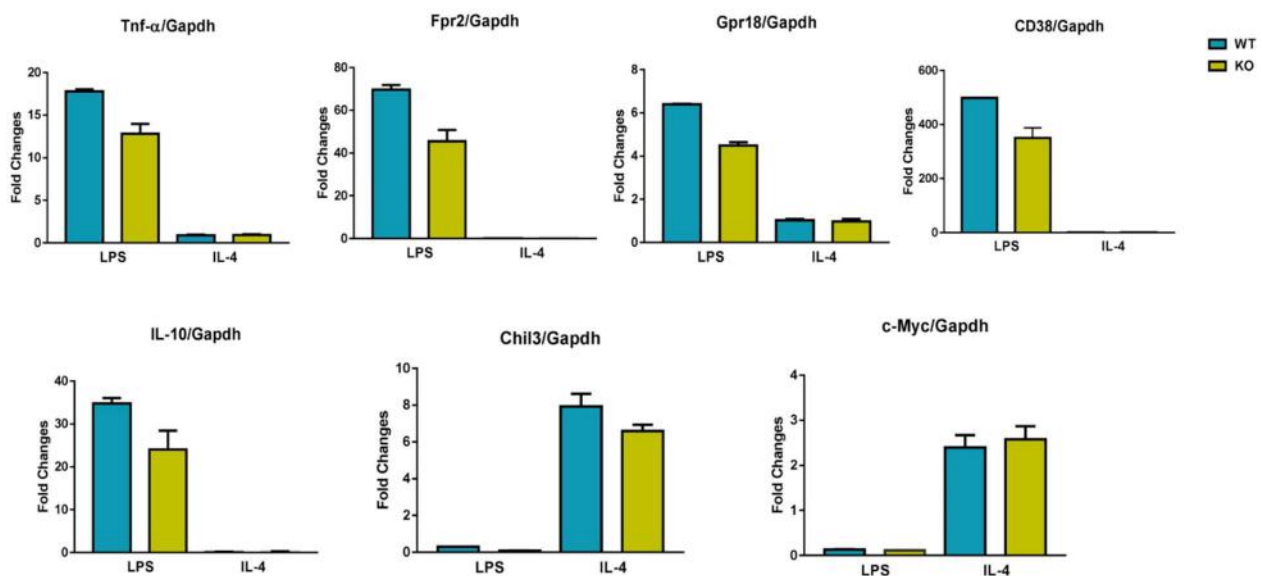 Tnf-α/Gapdh
Fpr2/Gapdh
Gpr18/Gapdh
CD38/Gapdh
WT
KO
Fold Changes
20
15
10
5
0
LPS
IL-4
Fold Changes
80
60
40
20
0
LPS
IL-4
Fold Changes
8
6
4
2
0
LPS
IL-4
Fold Changes
600
400
200
0
LPS
IL-4
IL-10/Gapdh
Chil3/Gapdh
c-Myc/Gapdh
Fold Changes
40
30
20
10
0
LPS
IL-4
Fold Changes
10
8
6
4
2
0
LPS
IL-4
Fold Changes
4
3
2
1
0
LPS
IL-4